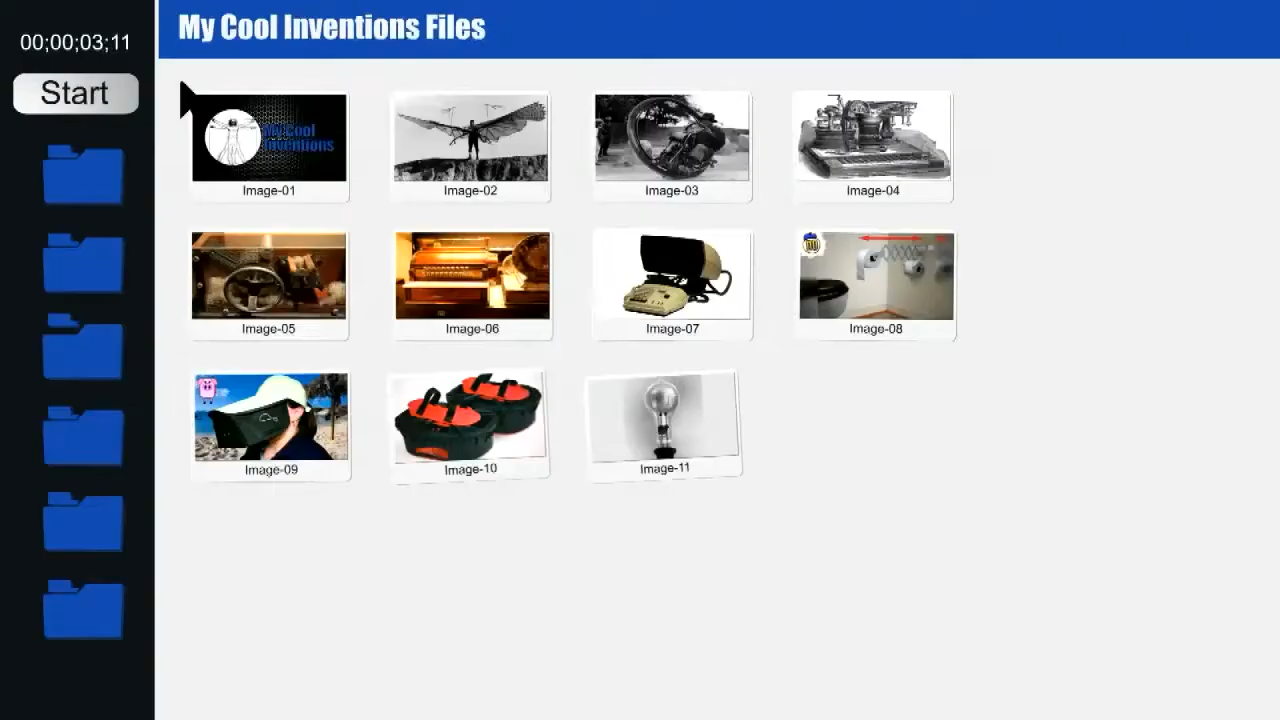 My Cool Inventions Files
00;00;03;11
Start
My Cool
Inventions
Image-01
Image-02
Image-03
Image-04
Image-05
Image-06
Image-07
Image-08
Image-09
Image-10
Image-11